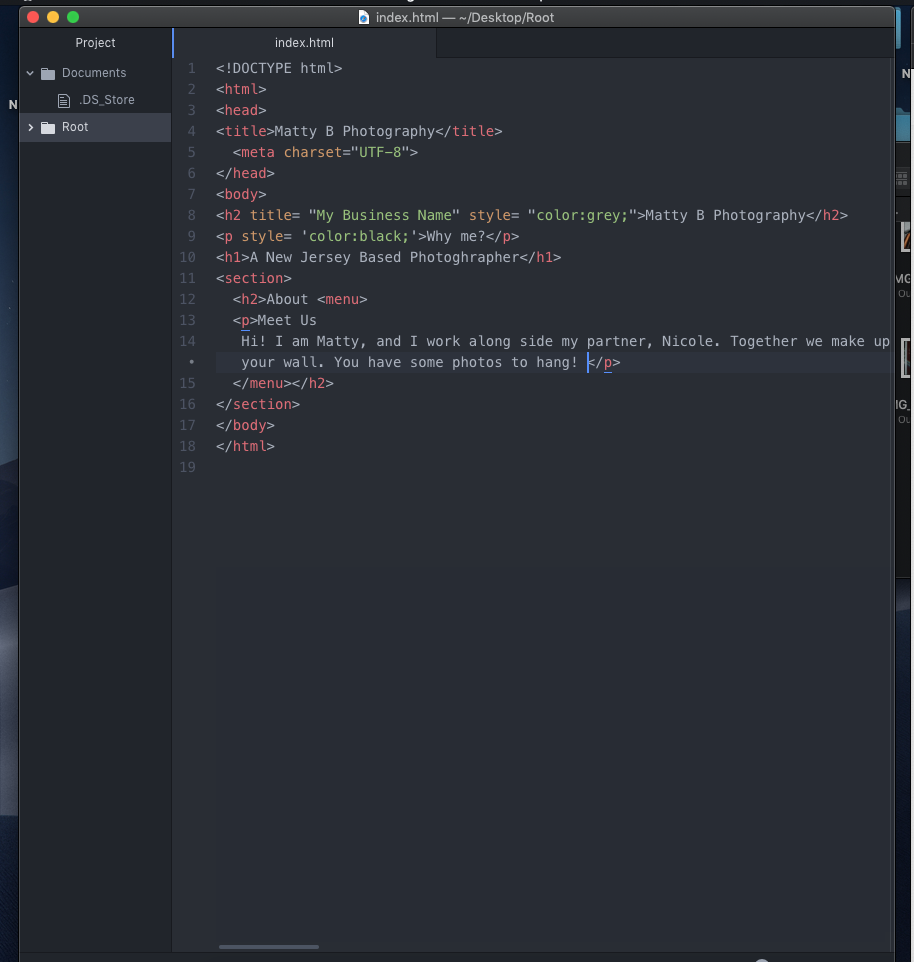 index.html — ~/Desktop/Root
Project
index.html
Documents
.DS_Store
Root
N
N
1 <!DOCTYPE html>
2 <html>
3 <head>
4 <title>Matty B Photography</title>
5 <meta charset="UTF-8">
6 </head>
7 <body>
8 <h2 title= "My Business Name" style= "color:grey;">Matty B Photography</h2>
9 <p style= 'color:black;'>Why me?</p>
10 <h1>A New Jersey Based Photoghrapher</h1>
11 <section>
12 <h2>About <menu>
13 <p>Meet Us
14 Hi! I am Matty, and I work along side my partner, Nicole. Together we make up
• your wall. You have some photos to hang! </p>
15 </menu></h2>
16 </section>
17 </body>
18 </html>
19
MG
Ou
MG_
Ou